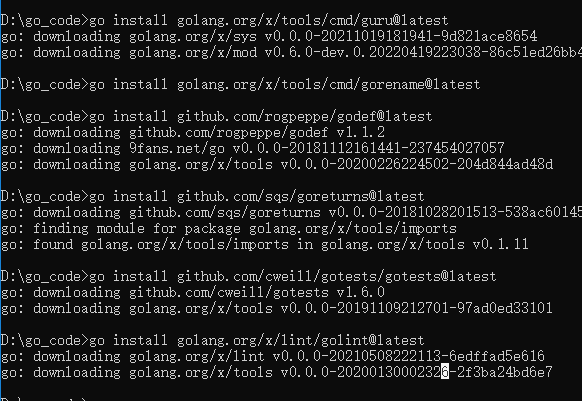 D:\go_code>go install golang.org/x/tools/cmd/guru@latest
go: downloading golang.org/x/sys v0.0.0-20211019181941-9d821ace8654
go: downloading golang.org/x/mod v0.6.0-dev.0.20220419223038-86c51ed26bb4
D:\go_code>go install golang.org/x/tools/cmd/gorename@latest
D:\go_code>go install github.com/rogpeppe/godef@latest
go: downloading github.com/rogpeppe/godef v1.1.2
go: downloading 9fans.net/go v0.0.0-20181112161441-237454027057
go: downloading golang.org/x/tools v0.0.0-20200226224502-204d844ad48d
D:\go_code>go install github.com/sqs/goreturns@latest
go: downloading github.com/sqs/goreturns v0.0.0-20181028201513-538ac60145
go: finding module for package golang.org/x/tools/imports
go: found golang.org/x/tools/imports in golang.org/x/tools v0.1.11
D:\go_code>go install github.com/cweill/gotests/gotests@latest
go: downloading github.com/cweill/gotests v1.6.0
go: downloading golang.org/x/tools v0.0.0-20191109212701-97ad0ed33101
D:\go_code>go install golang.org/x/lint/golint@latest
go: downloading golang.org/x/lint v0.0.0-20210508222113-6edffad5e616
go: downloading golang.org/x/tools v0.0.0-20200130002326-2f3ba24bd6e7